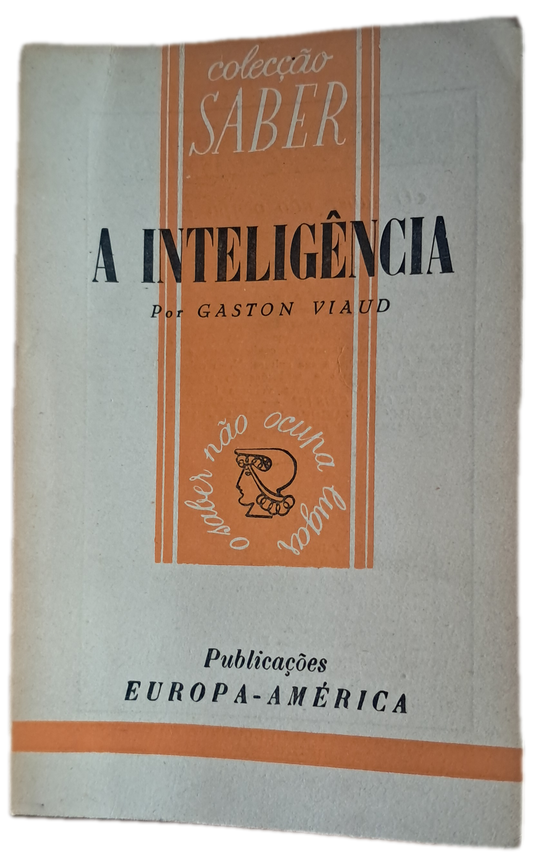 colecção
SABER
A INTELIGÊNCIA
Por GASTON VIAUD
o saber não ocupa lugar
Publicações
EUROPA-AMÉRICA